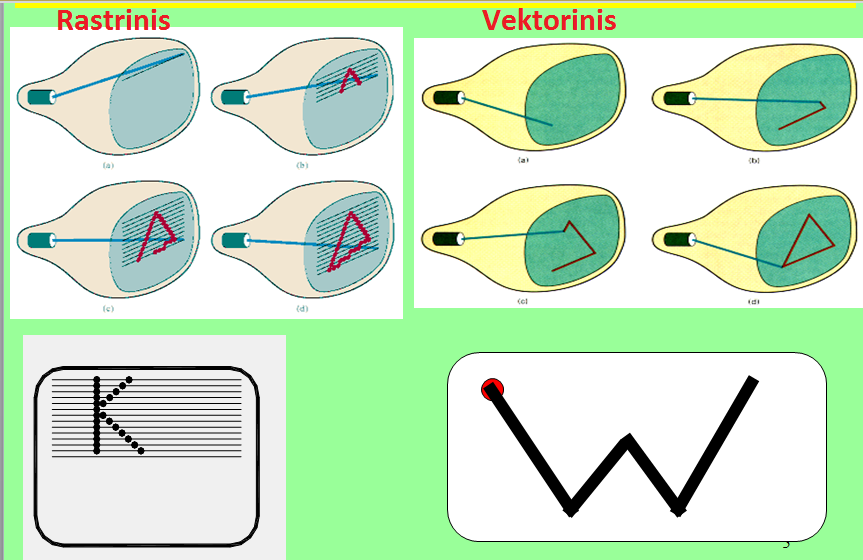 Rastrinis
Vektorinis
(a)
(b)
(c)
(d)
(a)
(b)
(c)
(d)
K
W